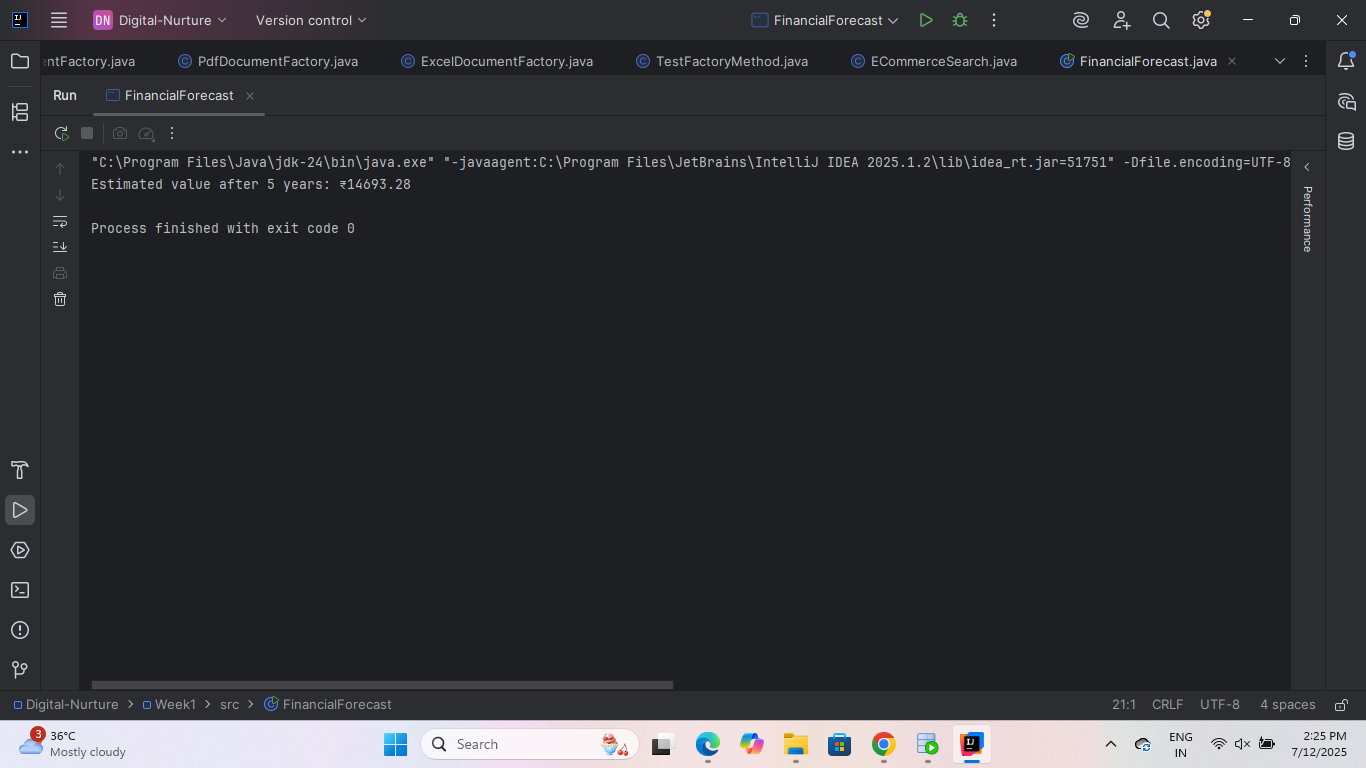 DN Digital-Nurture Version control FinancialForecast
ntFactory.java PdfDocumentFactory.java ExcelDocumentFactory.java TestFactoryMethod.java ECommerceSearch.java FinancialForecast.java
Run FinancialForecast
"C:\Program Files\Java\jdk-24\bin\java.exe" "-javaagent:C:\Program Files\JetBrains\IntelliJ IDEA 2025.1.2\lib\idea_rt.jar=51751" -Dfile.encoding=UTF-8
Estimated value after 5 years: ₹14693.28
Process finished with exit code 0
Performance
Digital-Nurture > Week1 > src > FinancialForecast 21:1 CRLF UTF-8 4 spaces
3 36°C
Mostly cloudy
Search
ENG
IN
2:25 PM
7/12/2025